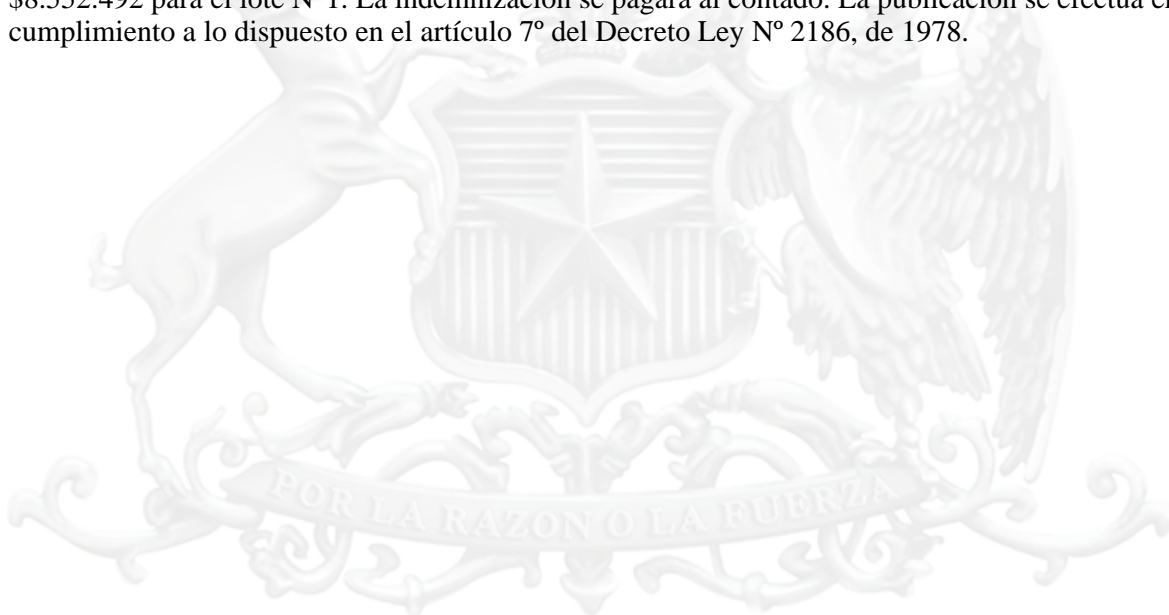 para el lote Nº 1. La indemnización se pagará al contado. La publicación se efectúa
cumplimiento a lo dispuesto en el artículo 7º del Decreto Ley Nº 2186, de 1978.
POR LA RAZON O LA FUERZA